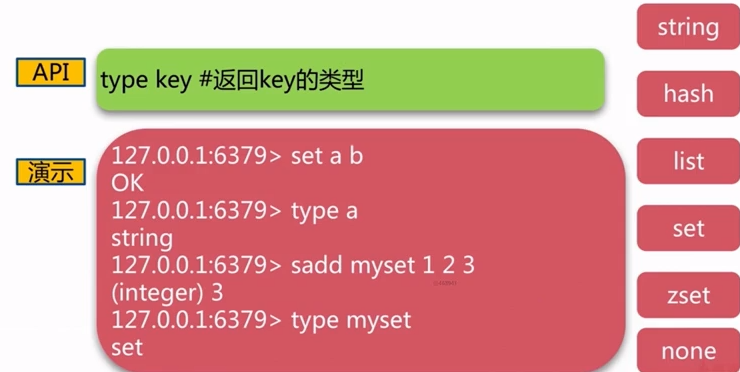 API
type key #返回key的类型
演示
127.0.0.1:6379> set a b
OK
127.0.0.1:6379> type a
string
127.0.0.1:6379> sadd myset 1 2 3
(integer) 3
127.0.0.1:6379> type myset
set
string
hash
list
set
zset
none